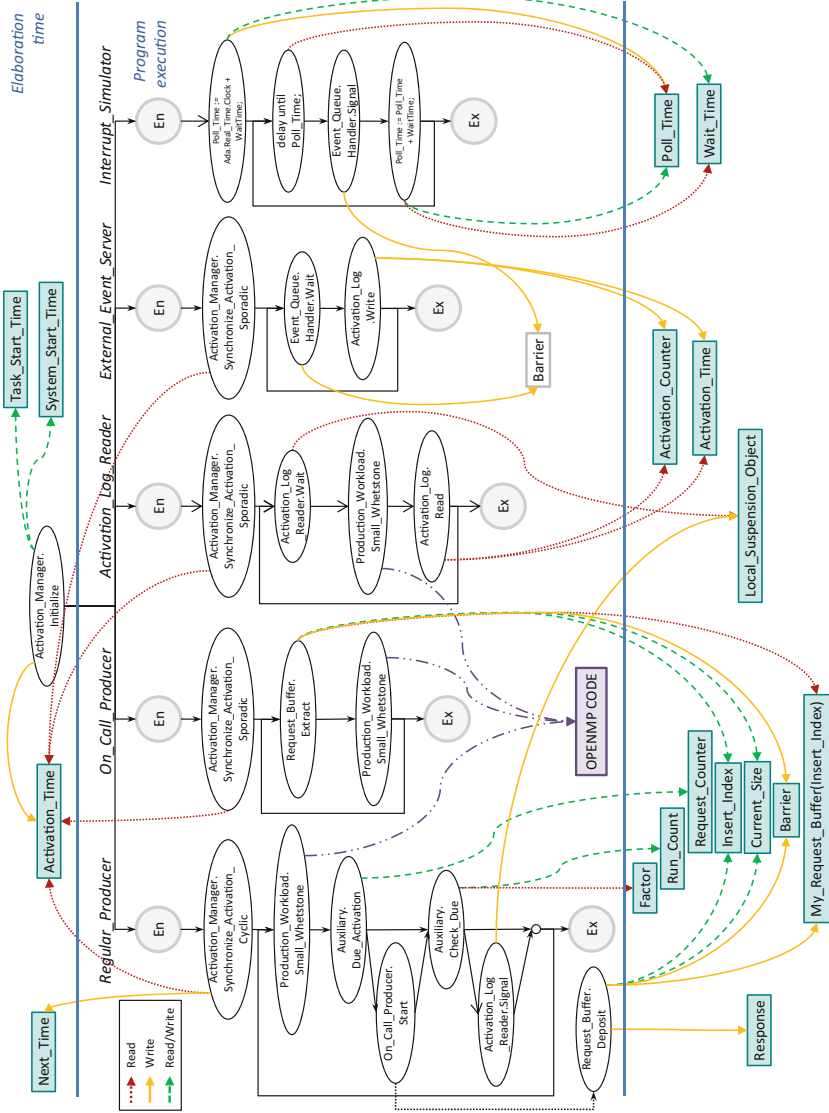 Elaboration
time
Task_Start_Time
System_Start_Time
Activation_Manager.
Initialize
Activation_Time
Next_Time
Read
Write
Read/Write
Program
execution
Regular_Producer
On_Call_Producer
Activation_Log_Reader
External_Event_Server
Interrupt_Simulator
En
En
En
En
En
Activation_Manager.
Synchronize_Activation_
Cyclic
Production_Workload.
Small_Whetstone
Auxiliary.
Due_Activation
On_Call_Producer.
Start
Auxiliary.
Check_Due
Activation_Log
_Reader.Signal
Ex
Request_Buffer.
Deposit
Activation_Manager.
Synchronize_Activation_
Sporadic
Request_Buffer.
Extract
Production_Workload.
Small_Whetstone
Ex
Activation_Manager.
Synchronize_Activation_
Sporadic
Activation_Log
_Reader.Wait
Production_Workload.
Small_Whetstone
Activation_Log.
Read
Ex
Activation_Manager.
Synchronize_Activation_
Sporadic
Event_Queue.
Handler.Wait
Activation_Log
.Write
Ex
Poll_Time :=
Ada.Real_Time.Clock +
WaitTime;
delay until
Poll_Time;
Event_Queue.
Handler.Signal
Poll_Time := Poll_Time
+ WaitTime;
Ex
OPENMP CODE
Barrier
Response
Factor
Run_Count
Request_Counter
Insert_Index
Current_Size
Barrier
My_Request_Buffer(Insert_Index)
Local_Suspension_Object
Activation_Counter
Activation_Time
Poll_Time
Wait_Time